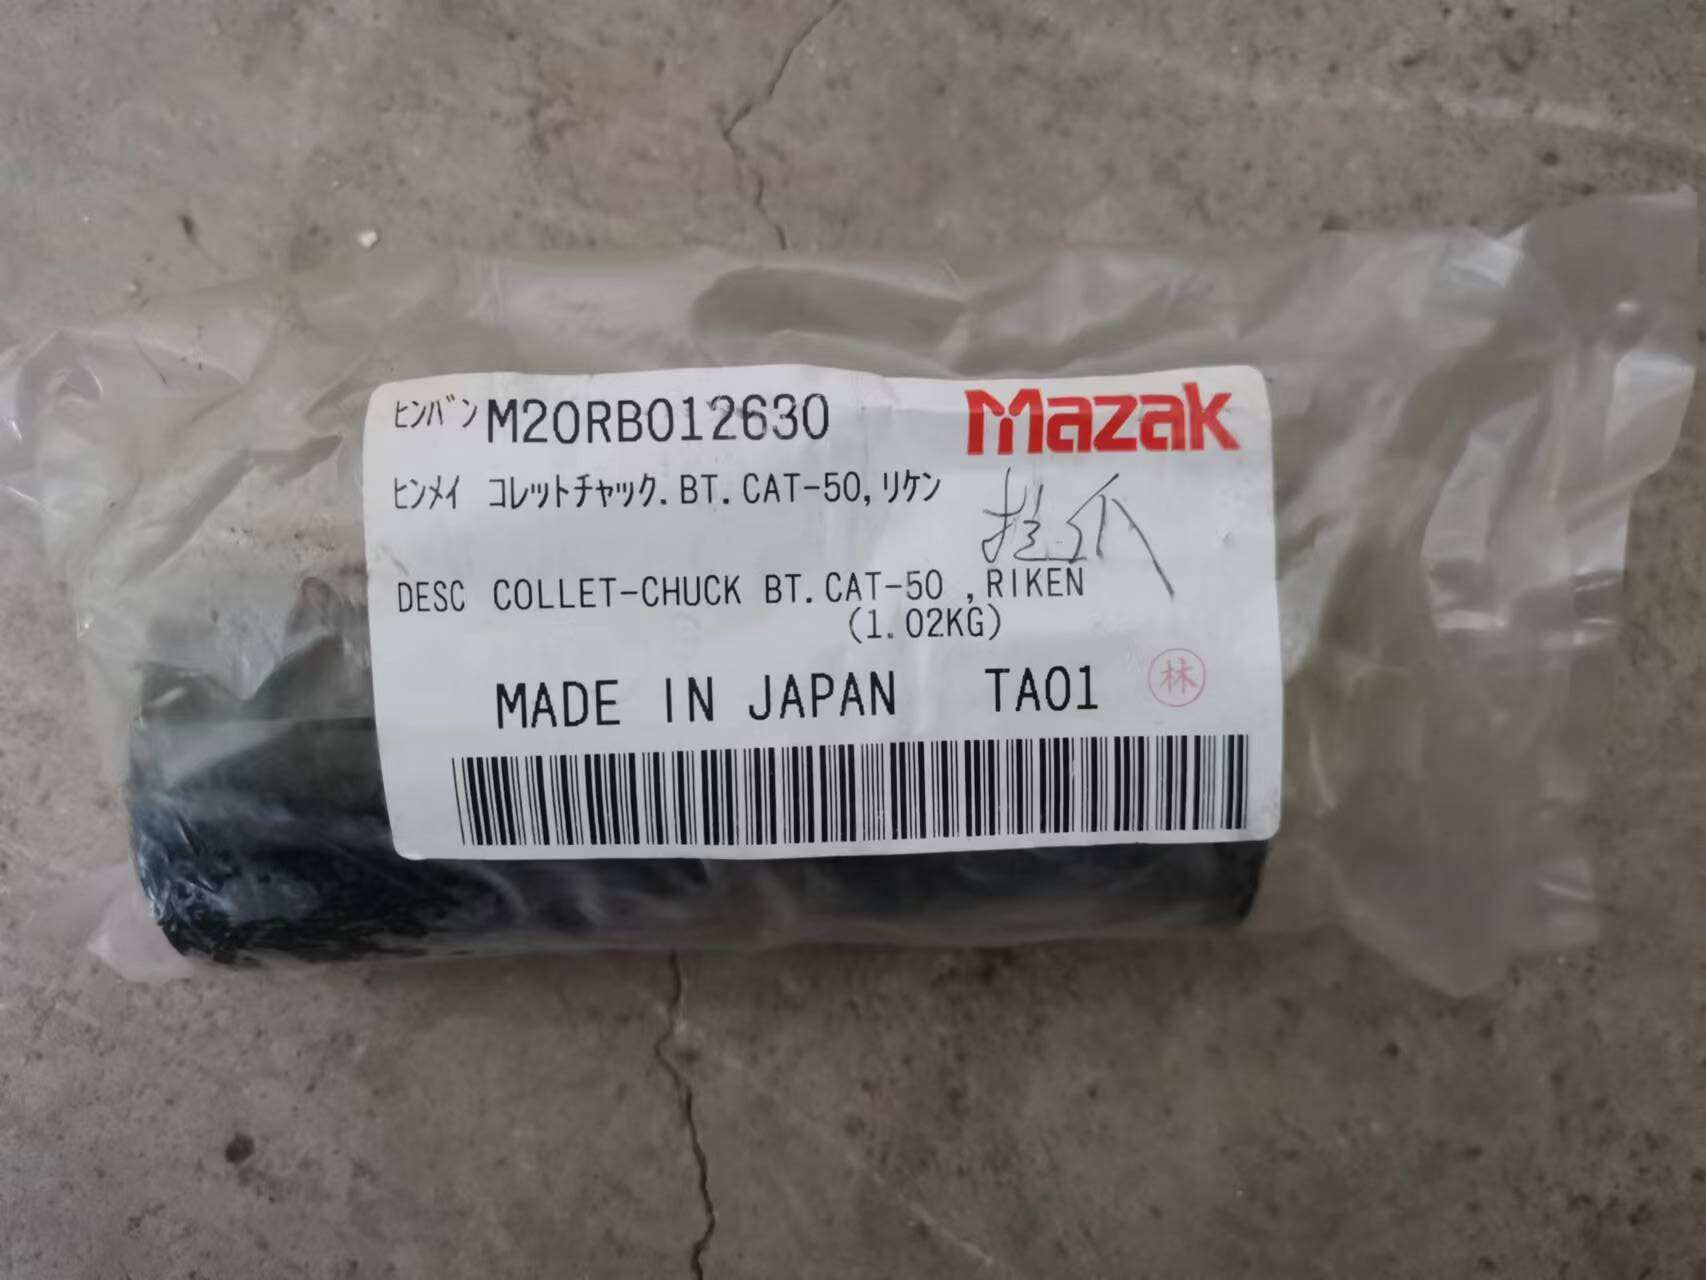 ﾋﾝﾊﾞﾝ M20RB012630 Mazak
ﾋﾝﾒｲ コレットチャック.BT.CAT-50,リケン
拉爪
DESC COLLET-CHUCK BT.CAT-50 ,RIKEN
(1.02KG)
MADE IN JAPAN TA01 林